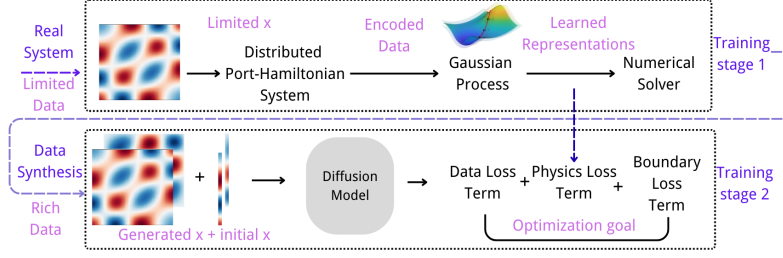 Real
System
Limited
Data
Limited x
Distributed
Port-Hamiltonian
System
Encoded
Data
Gaussian
Process
Learned
Representations
Numerical
Solver
Training
stage 1
Data
Synthesis
Rich
Data
+
Generated x + initial x
Diffusion
Model
Data Loss
Term
+
Physics Loss
Term
+
Boundary
Loss
Term
Optimization goal
Training
stage 2